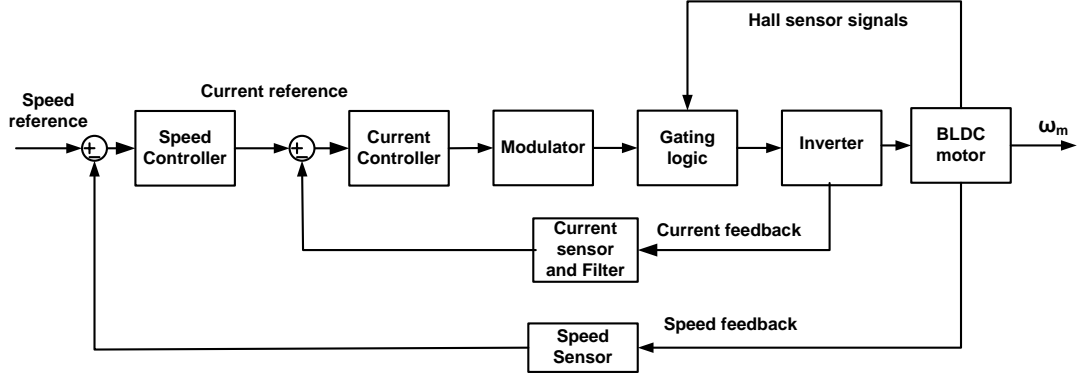 Hall sensor signals
Speed
reference
Current reference
+
−
Speed
Controller
+
−
Current
Controller
Modulator
Gating
logic
Inverter
BLDC
motor
ωm
Current
sensor
and Filter
Current feedback
Speed
Sensor
Speed feedback